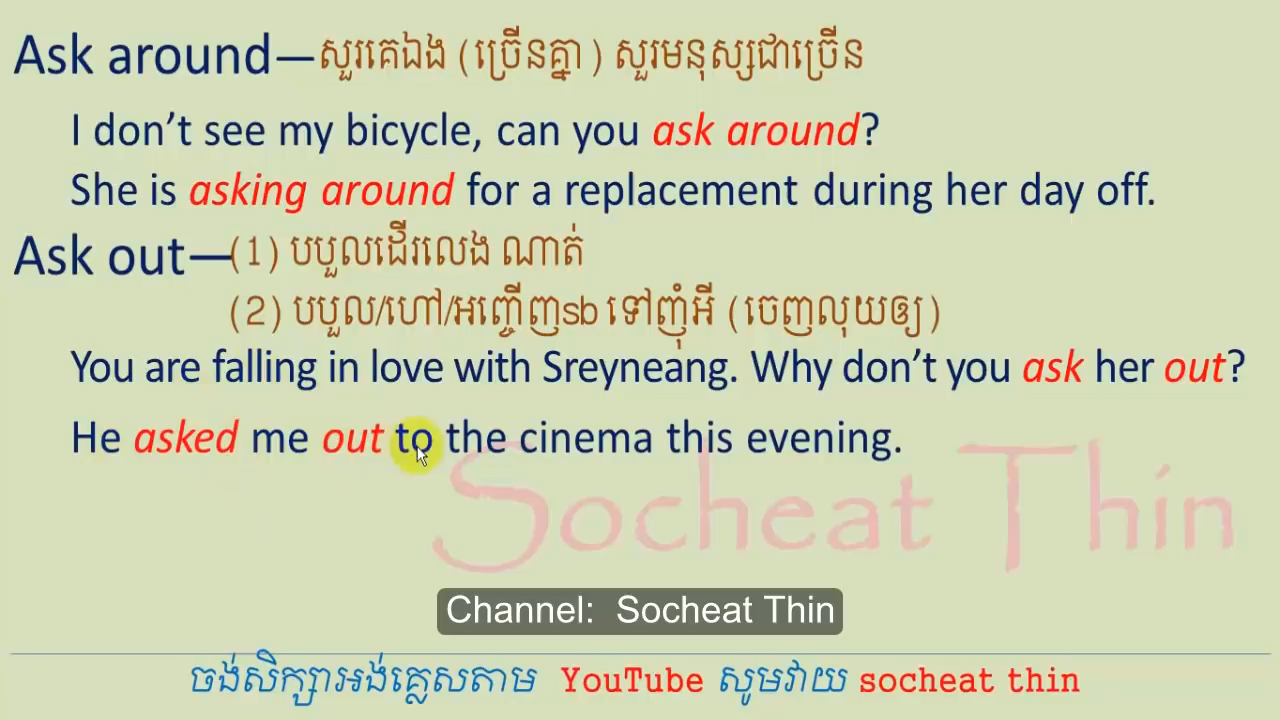 Ask around—សួរគេឯង (ច្រើនគ្នា) សួរមនុស្សជាច្រើន
I don’t see my bicycle, can you ask around?
She is asking around for a replacement during her day off.
Ask out—(1) បបួលដើរលេង ណាត់
(2) បបួល/ហៅ/អញ្ចើញsb ទៅញ៉ុំអី (ចេញលុយឲ្យ)
You are falling in love with Sreyneang. Why don’t you ask her out?
He asked me out to the cinema this evening.
Socheat Thin
Channel: Socheat Thin
ចង់សិក្សាអង់គ្លេសតាម YouTube សូមវាយ socheat thin